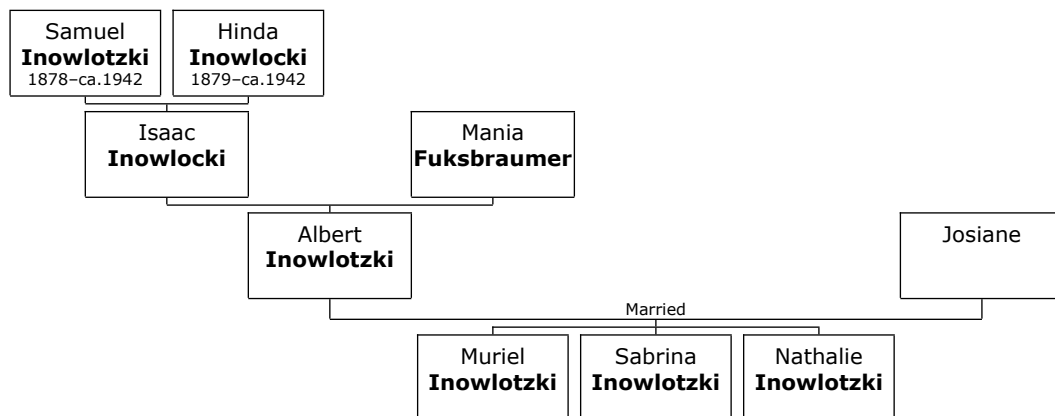 Samuel
Inowlotzki
1878–ca.1942
Hinda
Inowlocki
1879–ca.1942
Isaac
Inowlocki
Mania
Fuksbraumer
Albert
Inowlotzki
Josiane
Married
Muriel
Inowlotzki
Sabrina
Inowlotzki
Nathalie
Inowlotzki